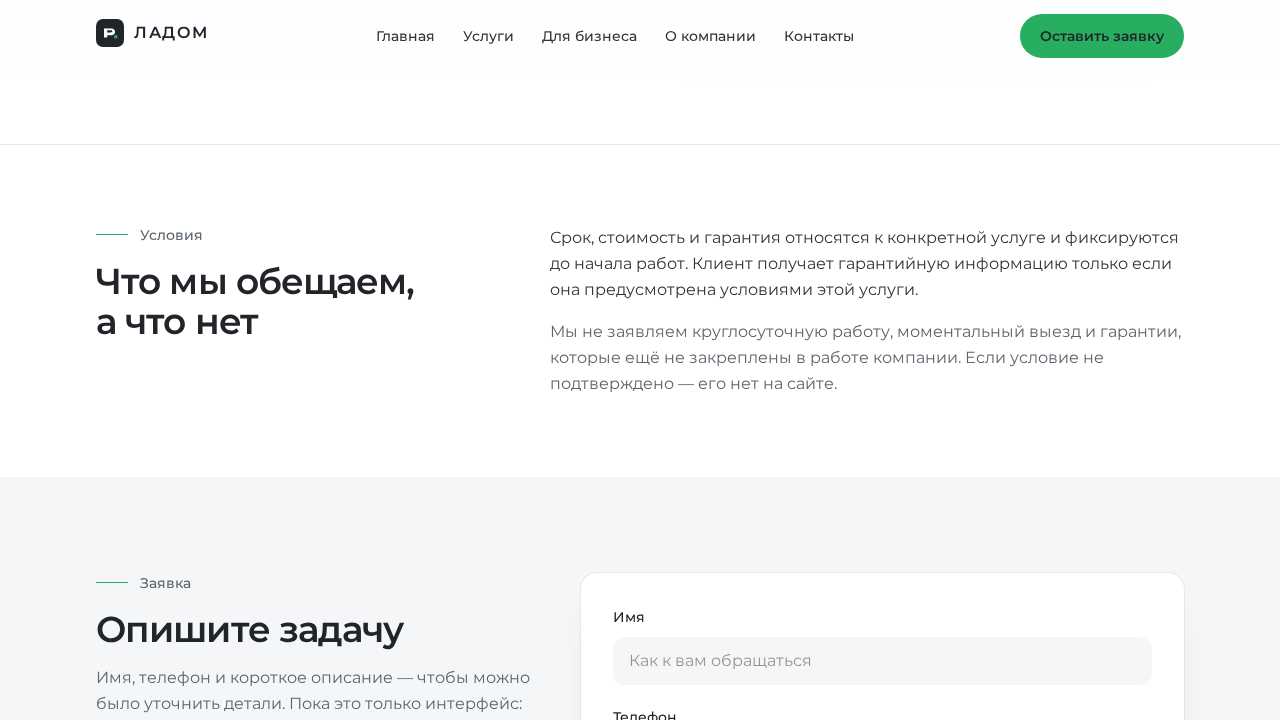 P.
ЛАДОМ
Главная
Услуги
Для бизнеса
О компании
Контакты
Оставить заявку
Условия
Что мы обещаем,
а что нет
Срок, стоимость и гарантия относятся к конкретной услуге и фиксируются
до начала работ. Клиент получает гарантийную информацию только если
она предусмотрена условиями этой услуги.
Мы не заявляем круглосуточную работу, моментальный выезд и гарантии,
которые ещё не закреплены в работе компании. Если условие не
подтверждено — его нет на сайте.
Заявка
Опишите задачу
Имя, телефон и короткое описание — чтобы можно
было уточнить детали. Пока это только интерфейс:
Имя
Как к вам обращаться
Телефон